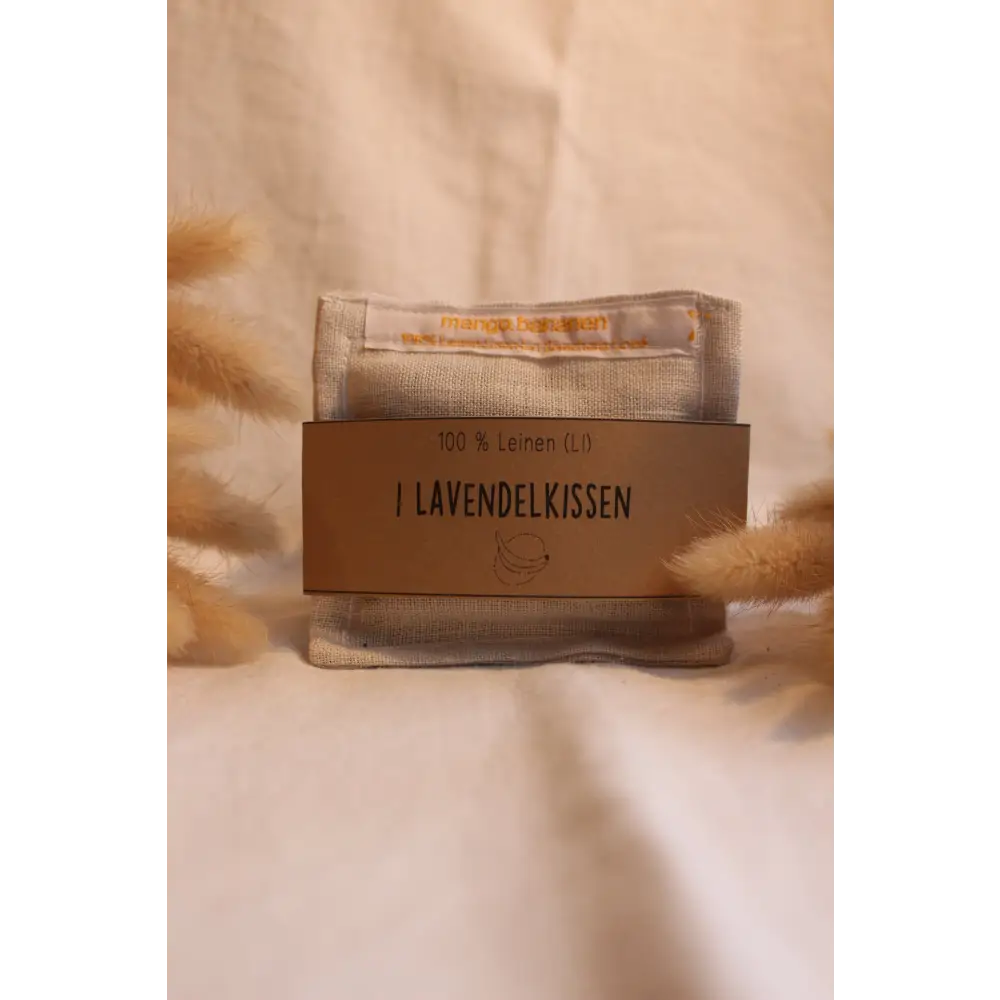 mango.bananen
100 % Leinen (LI)
1 LAVENDELKISSEN